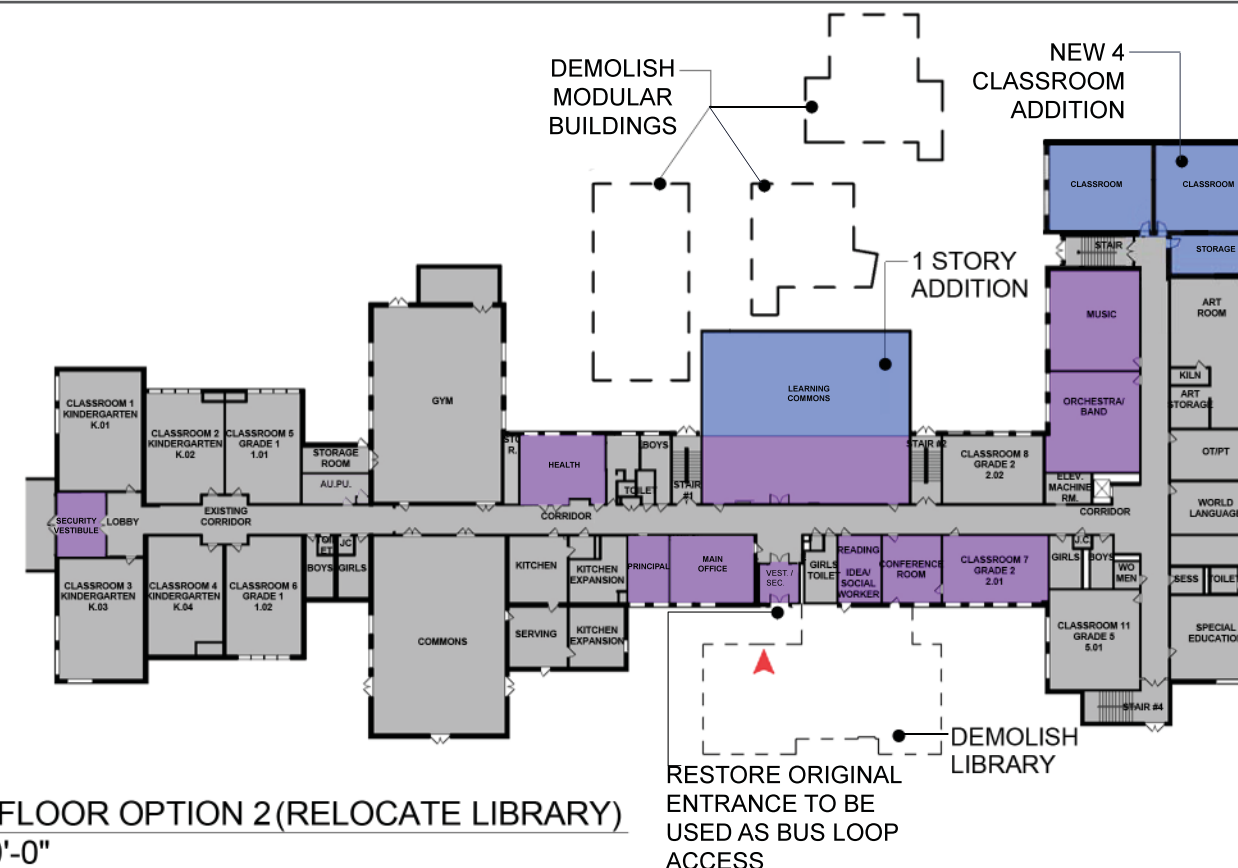 DEMOLISH
MODULAR
BUILDINGS
NEW 4
CLASSROOM
ADDITION
CLASSROOM
CLASSROOM
STORAGE
STAIR
1 STORY
ADDITION
MUSIC
ART
ROOM
KILN
ART
STORAGE
ORCHESTRA/
BAND
OT/PT
LEARNING
COMMONS
GYM
CLASSROOM 1
KINDERGARTEN
K.01
CLASSROOM 2
KINDERGARTEN
K.02
CLASSROOM 5
GRADE 1
1.01
STORAGE
ROOM
AU.PU.
STO
R.
HEALTH
BOYS
TOILET
STAIR
#1
STAIR #2
CLASSROOM 8
GRADE 2
2.02
ELEV.
MACHINE
RM.
CORRIDOR
WORLD
LANGUAG
SECURITY
VESTIBULE
LOBBY
EXISTING
CORRIDOR
CORRIDOR
CLASSROOM 3
KINDERGARTEN
K.03
CLASSROOM 4
KINDERGARTEN
K.04
CLASSROOM 6
GRADE 1
1.02
BOYS
JC
GIRLS
COMMONS
KITCHEN
KITCHEN
EXPANSION
SERVING
KITCHEN
EXPANSION
PRINCIPAL
MAIN
OFFICE
VEST. /
SEC.
GIRLS
TOILET
READING
IDEA/
SOCIAL
WORKER
CONFERENCE
ROOM
CLASSROOM 7
GRADE 2
2.01
GIRLS
J.C
BOYS
WO
MEN
SESS
TOILET
CLASSROOM 11
GRADE 5
5.01
SPECIAL
EDUCATIO
STAIR #4
DEMOLISH
LIBRARY
RESTORE ORIGINAL
ENTRANCE TO BE
USED AS BUS LOOP
ACCESS
FLOOR OPTION 2 (RELOCATE LIBRARY)
'-0"